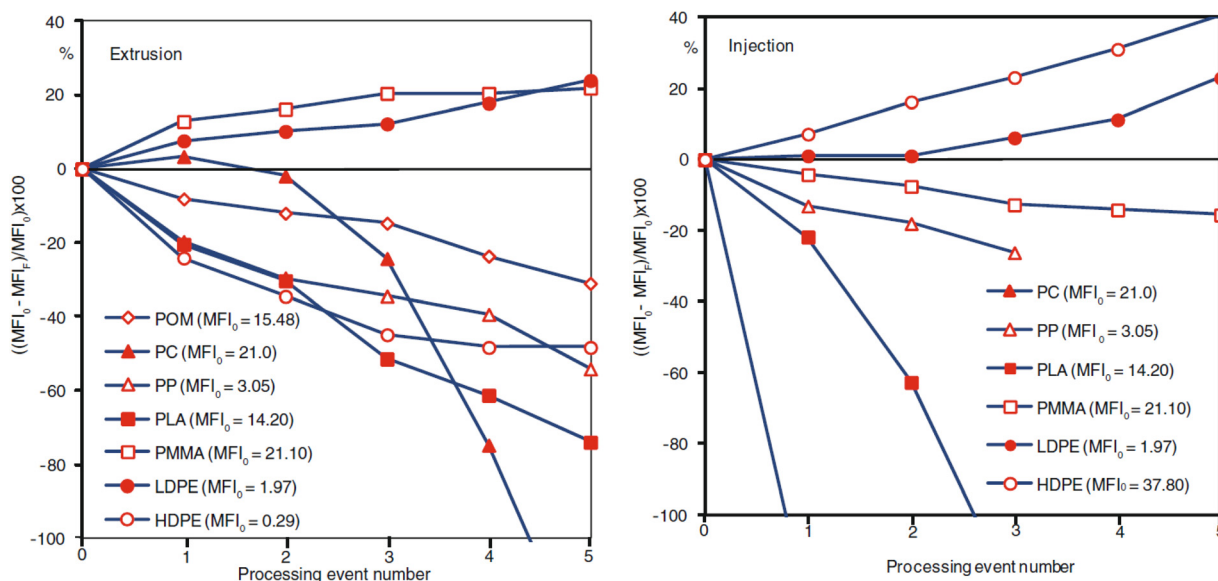 40
%
Extrusion
20
0
-20
-40
-60
-80
-100
((MFI₀ - MFI_F)/MFI₀)x100
POM (MFI₀ = 15.48)
PC (MFI₀ = 21.0)
PP (MFI₀ = 3.05)
PLA (MFI₀ = 14.20)
PMMA (MFI₀ = 21.10)
LDPE (MFI₀ = 1.97)
HDPE (MFI₀ = 0.29)
0 1 2 3 4 5
Processing event number
40
%
Injection
20
0
-20
-40
-60
-80
-100
((MFI₀ - MFI_F)/MFI₀)x100
PC (MFI₀ = 21.0)
PP (MFI₀ = 3.05)
PLA (MFI₀ = 14.20)
PMMA (MFI₀ = 21.10)
LDPE (MFI₀ = 1.97)
HDPE (MFI₀ = 37.80)
0 1 2 3 4 5
Processing event number